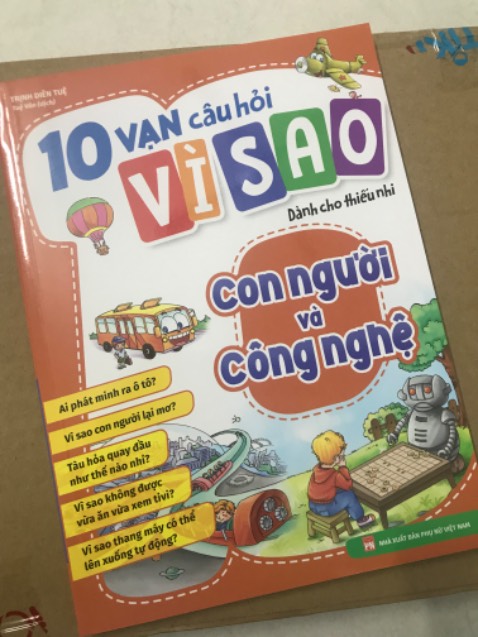 TRỊNH DIÊN TUỆ
10 VẠN câu hỏi
VÌ SAO
Dành cho thiếu nhi
Con người
và
Công nghệ
Ai phát minh ra ô tô?
Vì sao con người lại mơ?
Tàu hỏa quay đầu
như thế nào nhỉ?
Vì sao không được
vừa ăn vừa xem tivi?
Vì sao thang máy có thể
lên xuống tự động?
PN
NHÀ XUẤT BẢN PHỤ NỮ VIỆT NAM